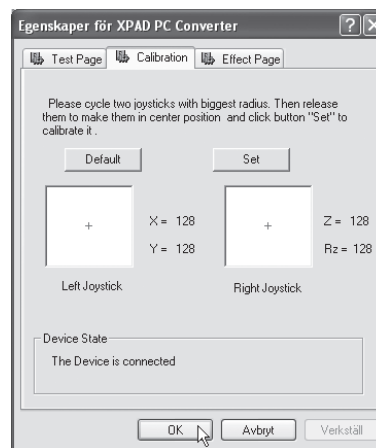 Egenskaper för XPAD PC Converter
Test Page Calibration Effect Page
Please cycle two joysticks with biggest radius. Then release
them to make them in center position and click button "Set" to
calibrate it .
Default Set
X = 128
Y = 128
Z = 128
Rz = 128
Left Joystick Right Joystick
Device State
The Device is connected
OK Avbryt Verkställ